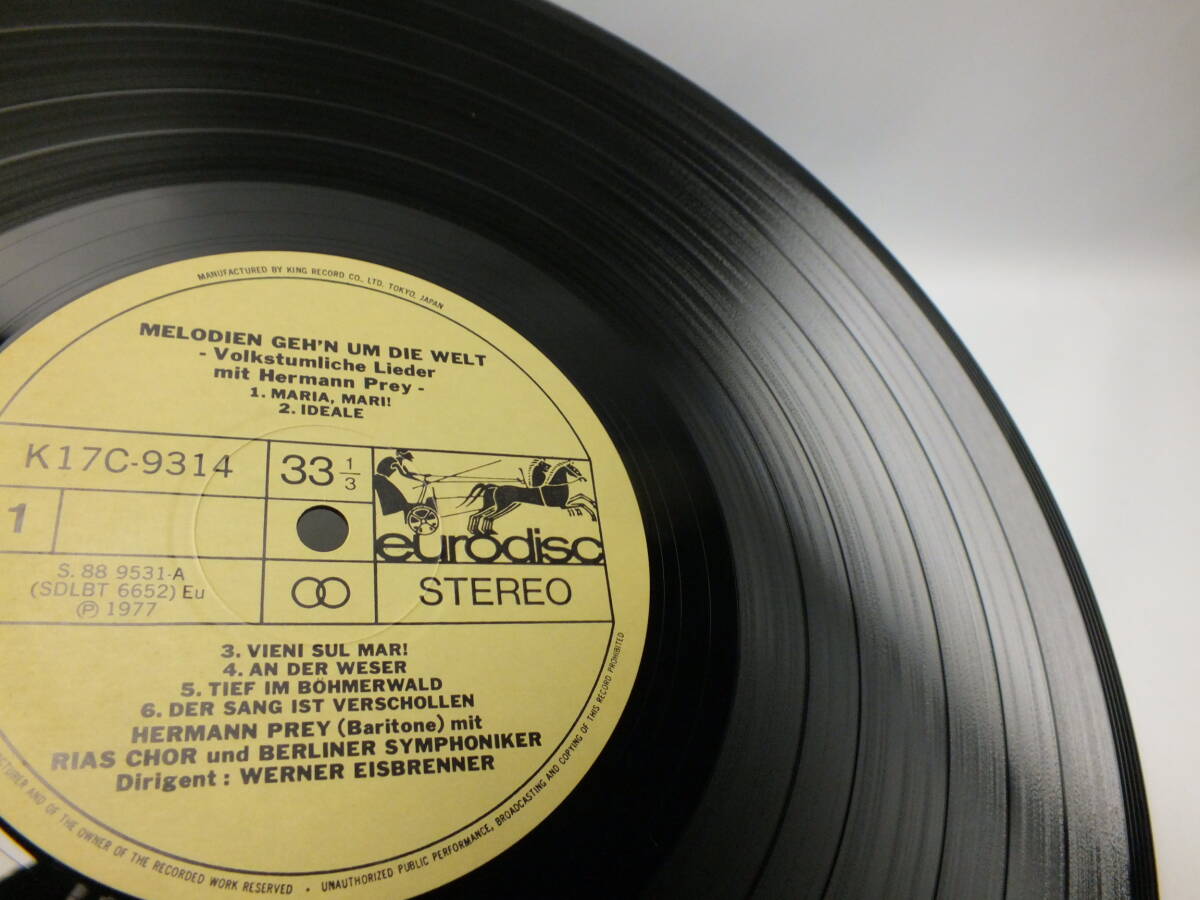 MANUFACTURED BY KING RECORD CO., LTD. TOKYO, JAPAN
MELODIEN GEH'N UM DIE WELT
- Volkstumliche Lieder
mit Hermann Prey -
1. MARIA, MARI!
2. IDEALE
K17C-9314
33 1/3
1
eurodisc
S. 88 9531-A
(SDLBT 6652) Eu
℗ 1977
STEREO
3. VIENI SUL MAR!
4. AN DER WESER
5. TIEF IM BÖHMERWALD
6. DER SANG IST VERSCHOLLEN
HERMANN PREY (Baritone) mit
RIAS CHOR und BERLINER SYMPHONIKER
Dirigent : WERNER EISBRENNER
AND OF THE OWNER OF THE RECORDED WORK RESERVED • UNAUTHORIZED PUBLIC PERFORMANCE, BROADCASTING AND COPYING OF THIS RECORD PROHIBITED